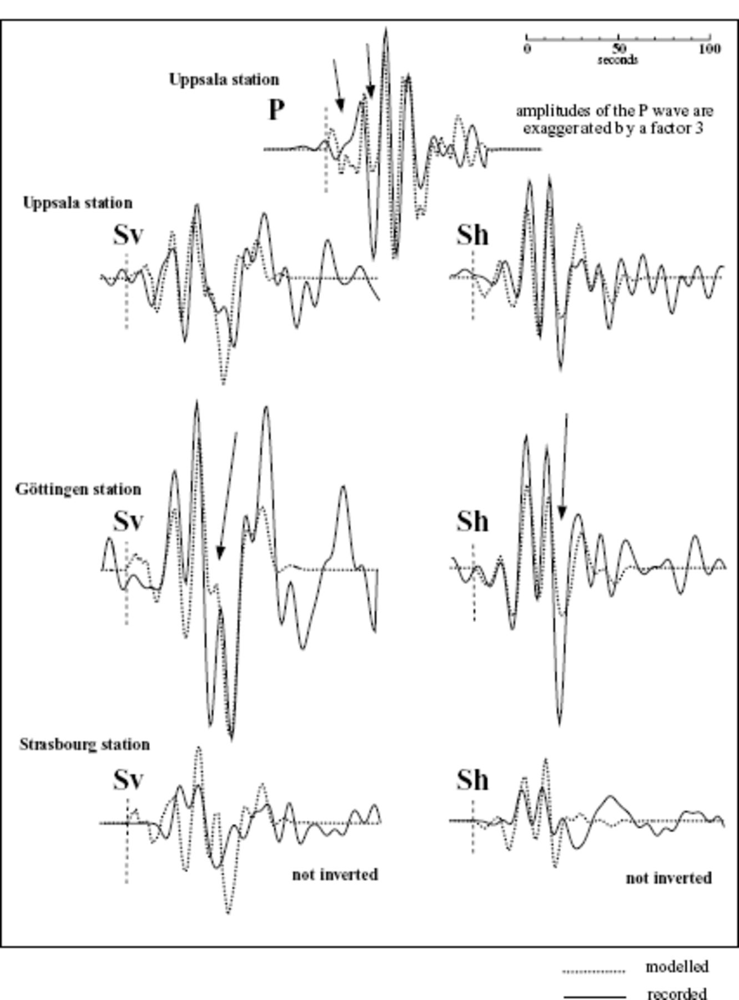 0 50 100
seconds
Uppsala station
P
amplitudes of the P wave are
exaggerated by a factor 3
Uppsala station
Sv
Sh
Göttingen station
Sv
Sh
Strasbourg station
Sv
Sh
not inverted
not inverted
modelled
recorded